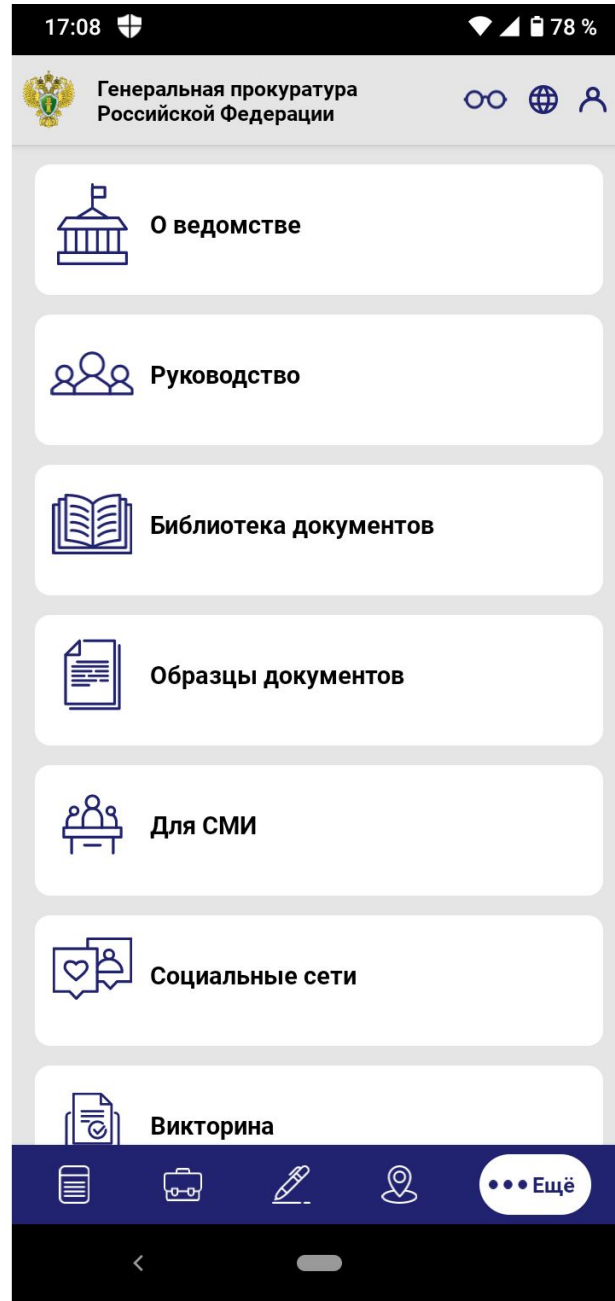 17:08
78 %
Генеральная прокуратура
Российской Федерации
О ведомстве
Руководство
Библиотека документов
Образцы документов
Для СМИ
Социальные сети
Викторина
Ещё